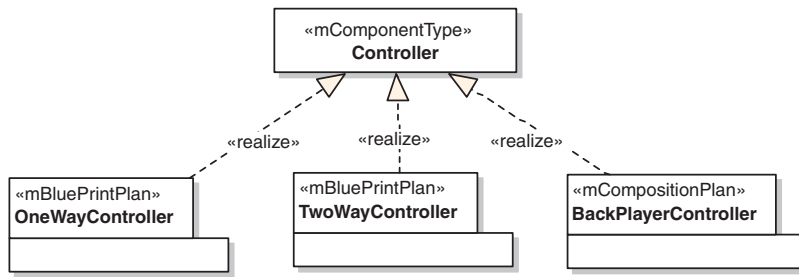 «mComponentType»
Controller
«realize»
«realize»
«realize»
«mBluePrintPlan»
OneWayController
«mBluePrintPlan»
TwoWayController
«mCompositionPlan»
BackPlayerController